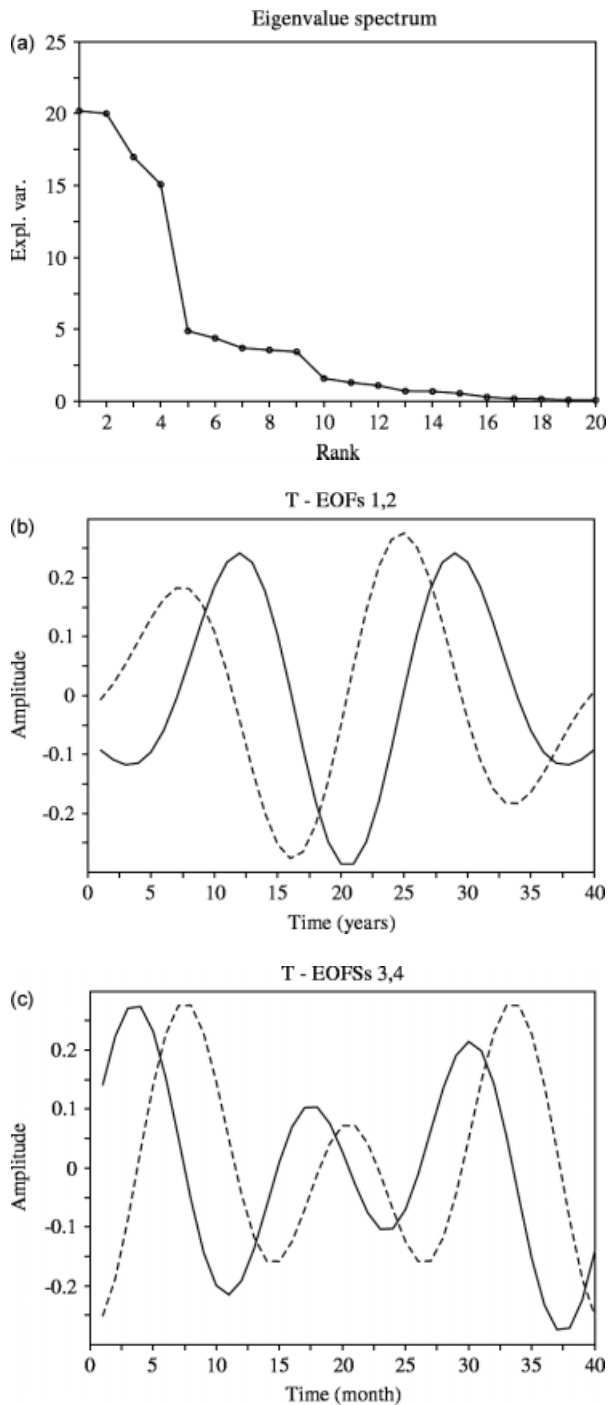 Eigenvalue spectrum
(a)
25
20
15
10
5
0
Expl. var.
2 4 6 8 10 12 14 16 18 20
Rank
T - EOFs 1,2
(b)
0.2
0.1
0
-0.1
-0.2
Amplitude
0 5 10 15 20 25 30 35 40
Time (years)
T - EOFSs 3,4
(c)
0.2
0.1
0
-0.1
-0.2
Amplitude
0 5 10 15 20 25 30 35 40
Time (month)